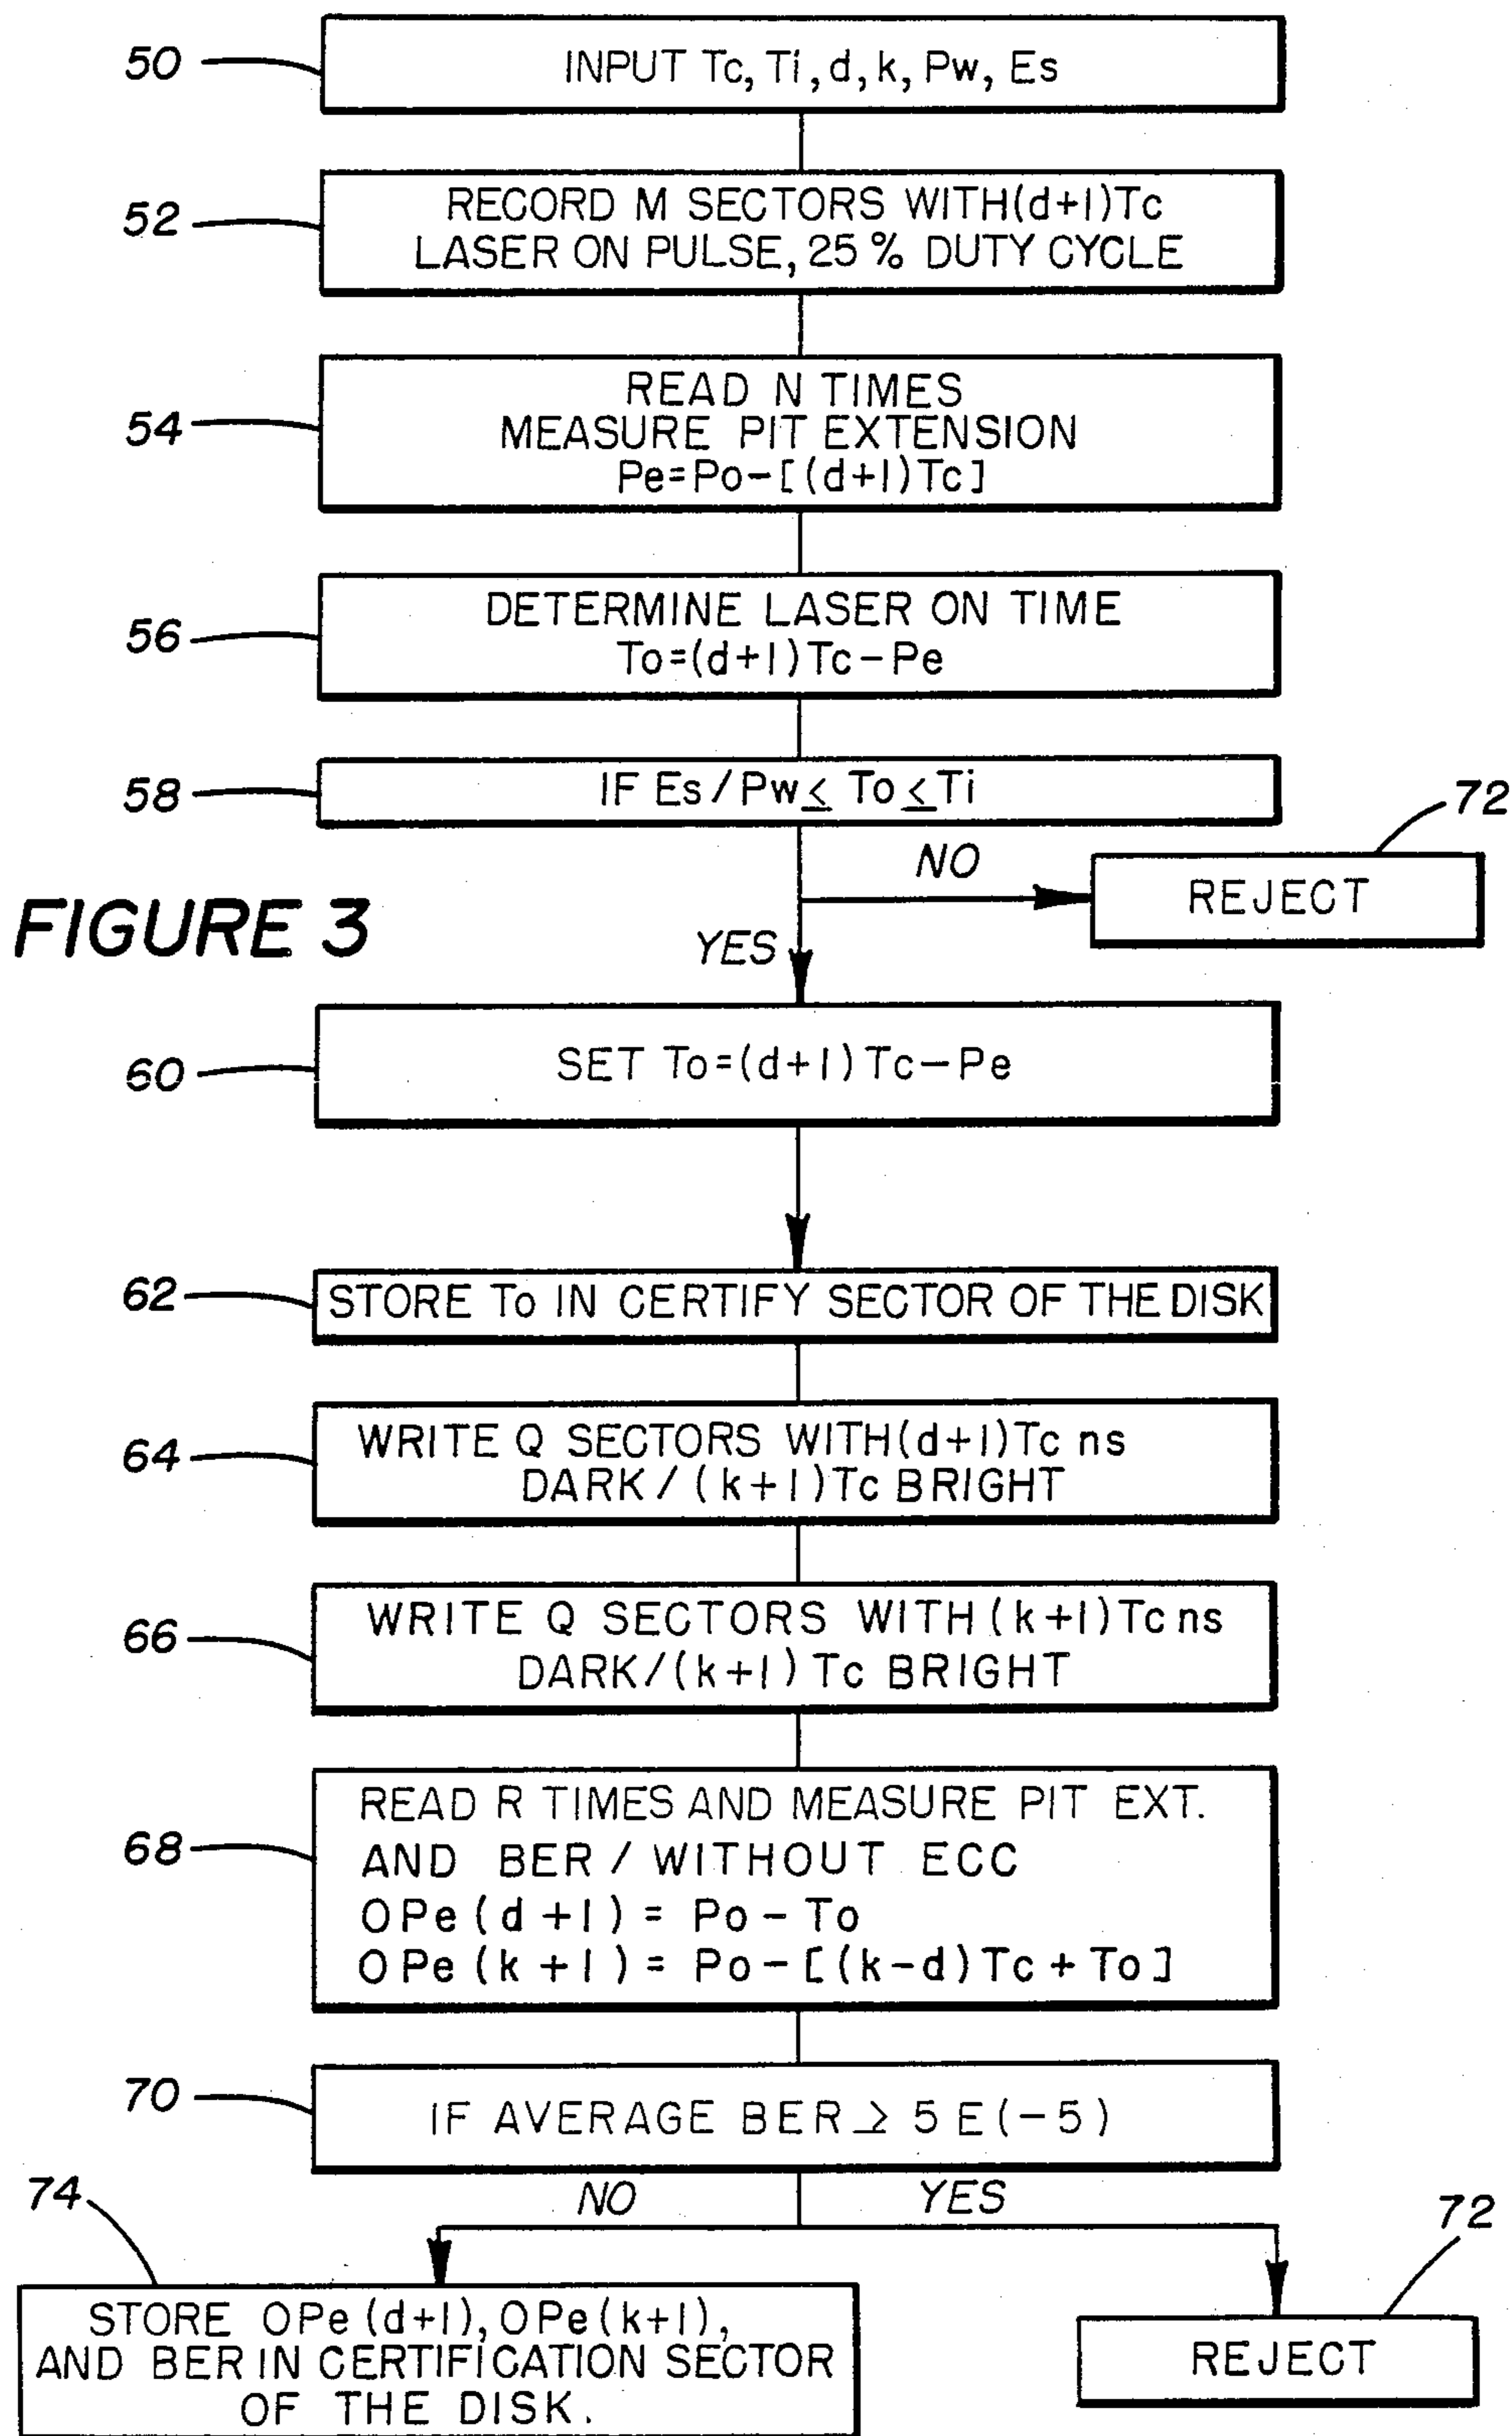 50
INPUT Tc, Ti, d, k, Pw, Es
52
RECORD M SECTORS WITH (d+1)Tc
LASER ON PULSE, 25% DUTY CYCLE
54
READ N TIMES
MEASURE PIT EXTENSION
Pe=Po-[(d+1)Tc]
56
DETERMINE LASER ON TIME
To=(d+1)Tc-Pe
58
IF Es/Pw ≤ To ≤ Ti
72
NO
REJECT
FIGURE 3
YES
60
SET To=(d+1)Tc-Pe
62
STORE To IN CERTIFY SECTOR OF THE DISK
64
WRITE Q SECTORS WITH (d+1)Tc ns
DARK/(k+1)Tc BRIGHT
66
WRITE Q SECTORS WITH (k+1)Tc ns
DARK/(k+1)Tc BRIGHT
68
READ R TIMES AND MEASURE PIT EXT.
AND BER / WITHOUT ECC
OPe(d+1) = Po-To
OPe(k+1) = Po-[(k-d)Tc+To]
70
IF AVERAGE BER ≥ 5 E(-5)
74
NO
YES
72
STORE OPe(d+1), OPe(k+1),
AND BER IN CERTIFICATION SECTOR
OF THE DISK.
REJECT